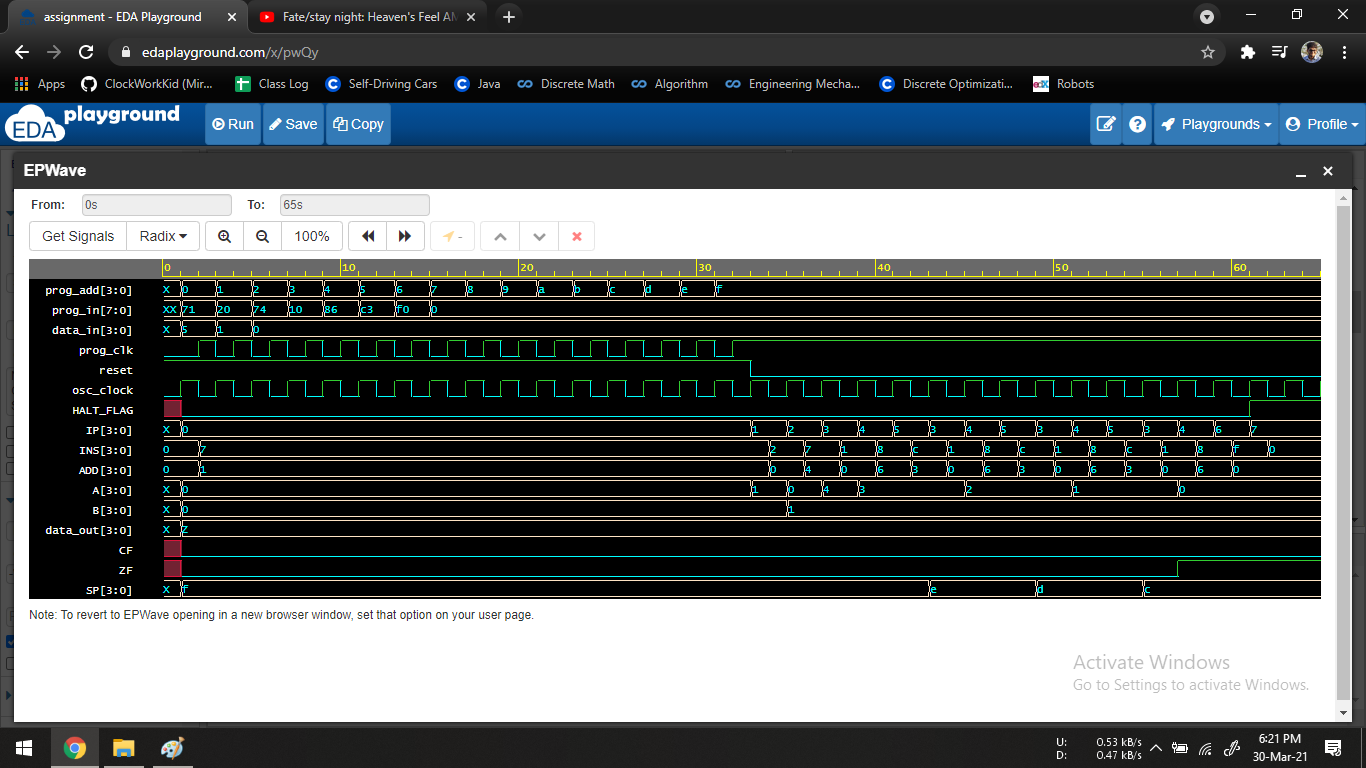 assignment - EDA Playground
Fate/stay night: Heaven's Feel AM
edaplayground.com/x/pwQy
Apps ClockWorkKid (Mir... Class Log Self-Driving Cars Java Discrete Math Algorithm Engineering Mecha... Discrete Optimizati... edX Robots
EDA playground Run Save Copy Playgrounds Profile
EPWave
From: 0s To: 65s
Get Signals Radix 100% -
0 10 20 30 40 50 60
prog_add[3:0] X 0 1 2 3 4 5 6 7 8 9 a b c d e f
prog_in[7:0] XX 71 20 74 10 86 c3 f0 0
data_in[3:0] X 5 1 0
prog_clk
reset
osc_clock
HALT_FLAG
IP[3:0] X 0 1 2 3 4 5 3 4 5 3 4 5 3 4 6 7
INS[3:0] 0 7 2 7 1 8 c 1 8 c 1 8 c 1 8 f 0
ADD[3:0] 0 1 0 4 0 6 3 0 6 3 0 6 3 0 6 0
A[3:0] X 0 1 0 4 3 2 1 0
B[3:0] X 0 1
data_out[3:0] X Z
CF
ZF
SP[3:0] X f e d c
Note: To revert to EPWave opening in a new browser window, set that option on your user page.
Activate Windows
Go to Settings to activate Windows.
U: 0.53 kB/s
D: 0.47 kB/s
6:21 PM
30-Mar-21